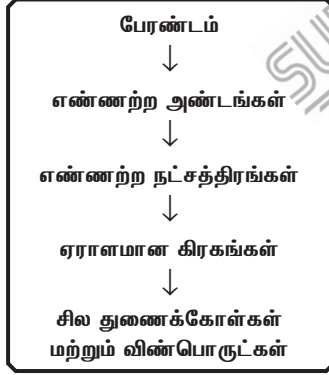 பேரண்டம்
↓
எண்ணற்ற அண்டங்கள்
↓
எண்ணற்ற நட்சத்திரங்கள்
↓
ஏராளமான கிரகங்கள்
↓
சில துணைக்கோள்கள்
மற்றும் விண்பொருட்கள்